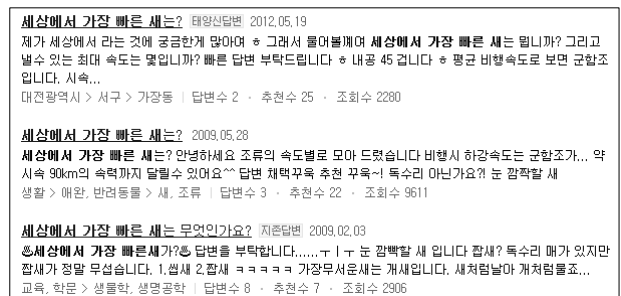 세상에서 가장 빠른 새는? 태양신답변 2012.05.19
제가 세상에서 라는 것에 궁금한게 많아여 ㅎ 그래서 물어볼께여 세상에서 가장 빠른 새는 뭡니까? 그리고
낼수 있는 최대 속도는 몇입니까? 빠른 답변 부탁드립니다 ㅎ 내공 45 겁니다 ㅎ 평균 비행속도로 보면 군함조
입니다. 시속...
대전광역시 > 서구 > 가장동 | 답변수 2 · 추천수 25 · 조회수 2280
세상에서 가장 빠른 새는? 2009.05.28
세상에서 가장 빠른 새는? 안녕하세요 조류의 속도별로 모아 드렸습니다 비행시 하강속도는 군함조가... 약
시속 90km의 속력까지 달릴수 있어요^^ 답변 채택꾸욱 추천 꾸욱~! 독수리 아닌가요?! 눈 깜짝할 새
생활 > 애완, 반려동물 > 새, 조류 | 답변수 3 · 추천수 22 · 조회수 9611
세상에서 가장 빠른 새는 무엇인가요? 지존답변 2009.02.03
♨세상에서 가장 빠른새가?♨ 답변을 부탁합니다......ㅜㅣㅜ 눈 깜빡할 새 입니다 잡새? 독수리 매가 있지만
잡새가 정말 무섭습니다. 1.씹새 2.잡새 ㅋㅋㅋㅋㅋ 가장무서운새는 개새입니다. 새처럼날아 개처럼물죠...
교육, 학문 > 생물학, 생명공학 | 답변수 8 · 추천수 7 · 조회수 2906